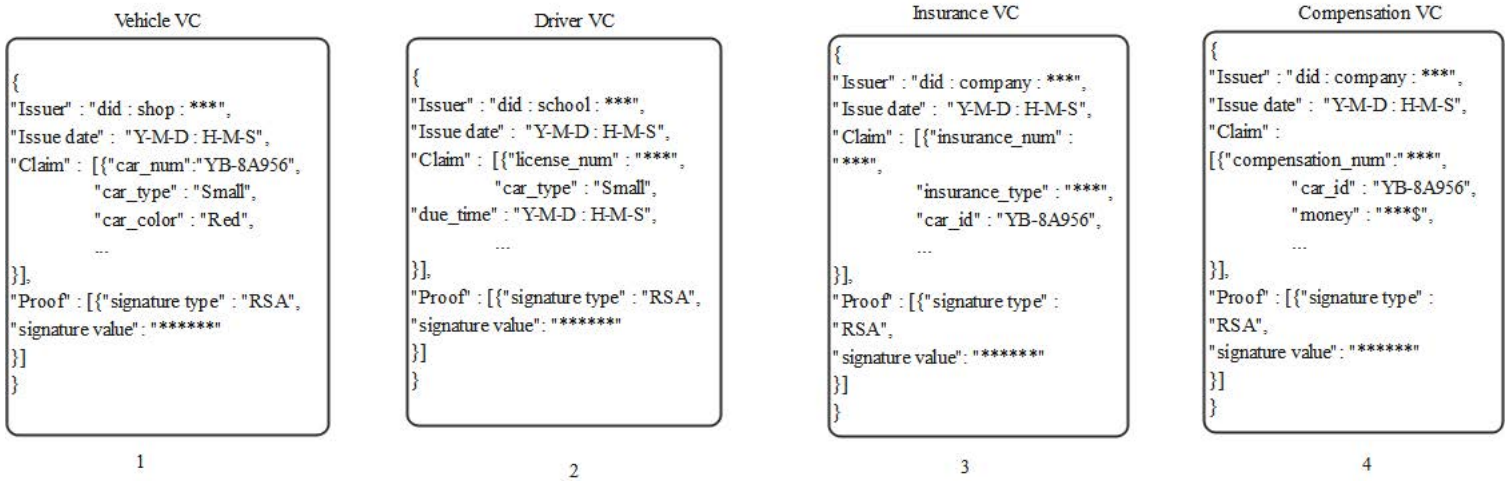 Vehicle VC
{
"Issuer" : "did : shop : ***",
"Issue date" : "Y-M-D : H-M-S",
"Claim" : [{"car_num":"YB-8A956",
"car_type" : "Small",
"car_color" : "Red",
...
}],
"Proof" : [{"signature type" : "RSA",
"signature value": "******"
}]
}
1
Driver VC
{
"Issuer" : "did : school : ***",
"Issue date" : "Y-M-D : H-M-S",
"Claim" : [{"license_num" : "***",
"car_type" : "Small",
"due_time" : "Y-M-D : H-M-S",
...
}],
"Proof" : [{"signature type" : "RSA",
"signature value": "******"
}]
}
2
Insurance VC
{
"Issuer" : "did : company : ***",
"Issue date" : "Y-M-D : H-M-S",
"Claim" : [{"insurance_num" :
"***",
"insurance_type" : "***",
"car_id" : "YB-8A956",
...
}],
"Proof" : [{"signature type" :
"RSA",
"signature value": "******"
}]
}
3
Compensation VC
{
"Issuer" : "did : company : ***",
"Issue date" : "Y-M-D : H-M-S",
"Claim" :
[{"compensation_num":"***",
"car_id" : "YB-8A956",
"money" : "***$",
...
}],
"Proof" : [{"signature type" :
"RSA",
"signature value": "******"
}]
}
4